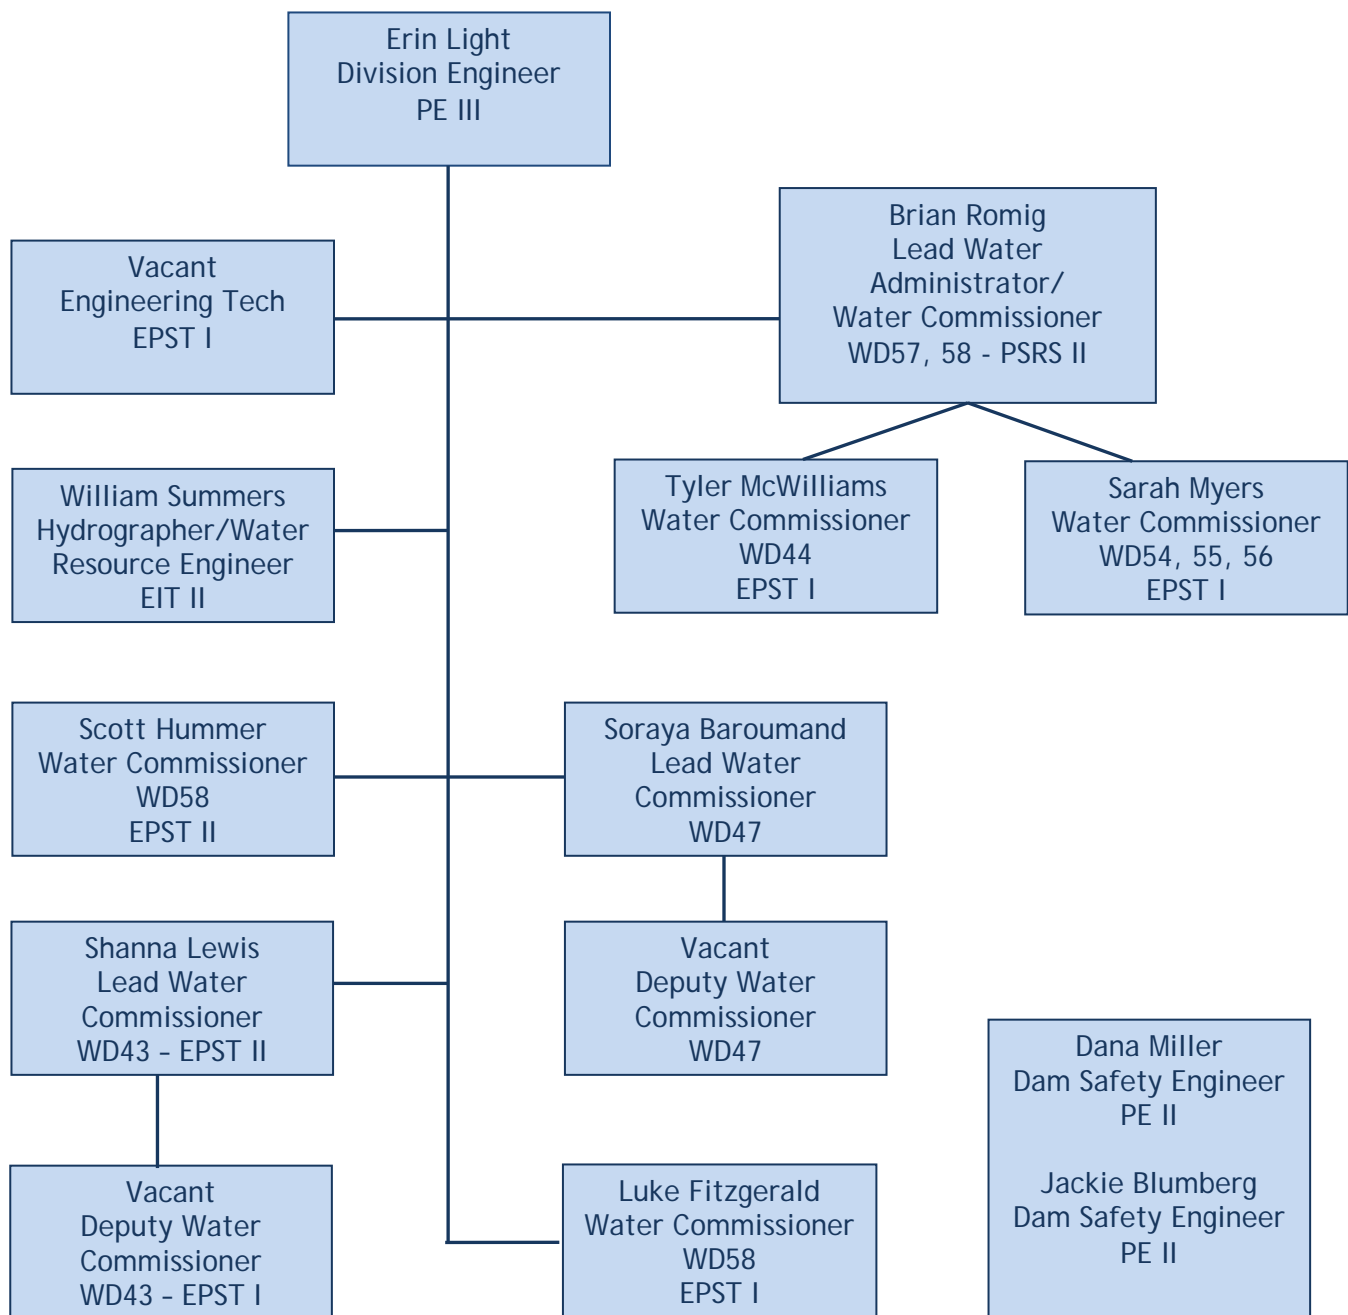 Erin Light
Division Engineer
PE III
Brian Romig
Lead Water
Administrator/
Water Commissioner
WD57, 58 - PSRS II
Vacant
Engineering Tech
EPST I
William Summers
Hydrographer/Water
Resource Engineer
EIT II
Tyler McWilliams
Water Commissioner
WD44
EPST I
Sarah Myers
Water Commissioner
WD54, 55, 56
EPST I
Scott Hummer
Water Commissioner
WD58
EPST II
Soraya Baroumand
Lead Water
Commissioner
WD47
Shanna Lewis
Lead Water
Commissioner
WD43 – EPST II
Vacant
Deputy Water
Commissioner
WD47
Dana Miller
Dam Safety Engineer
PE II
Jackie Blumberg
Dam Safety Engineer
PE II
Vacant
Deputy Water
Commissioner
WD43 – EPST I
Luke Fitzgerald
Water Commissioner
WD58
EPST I